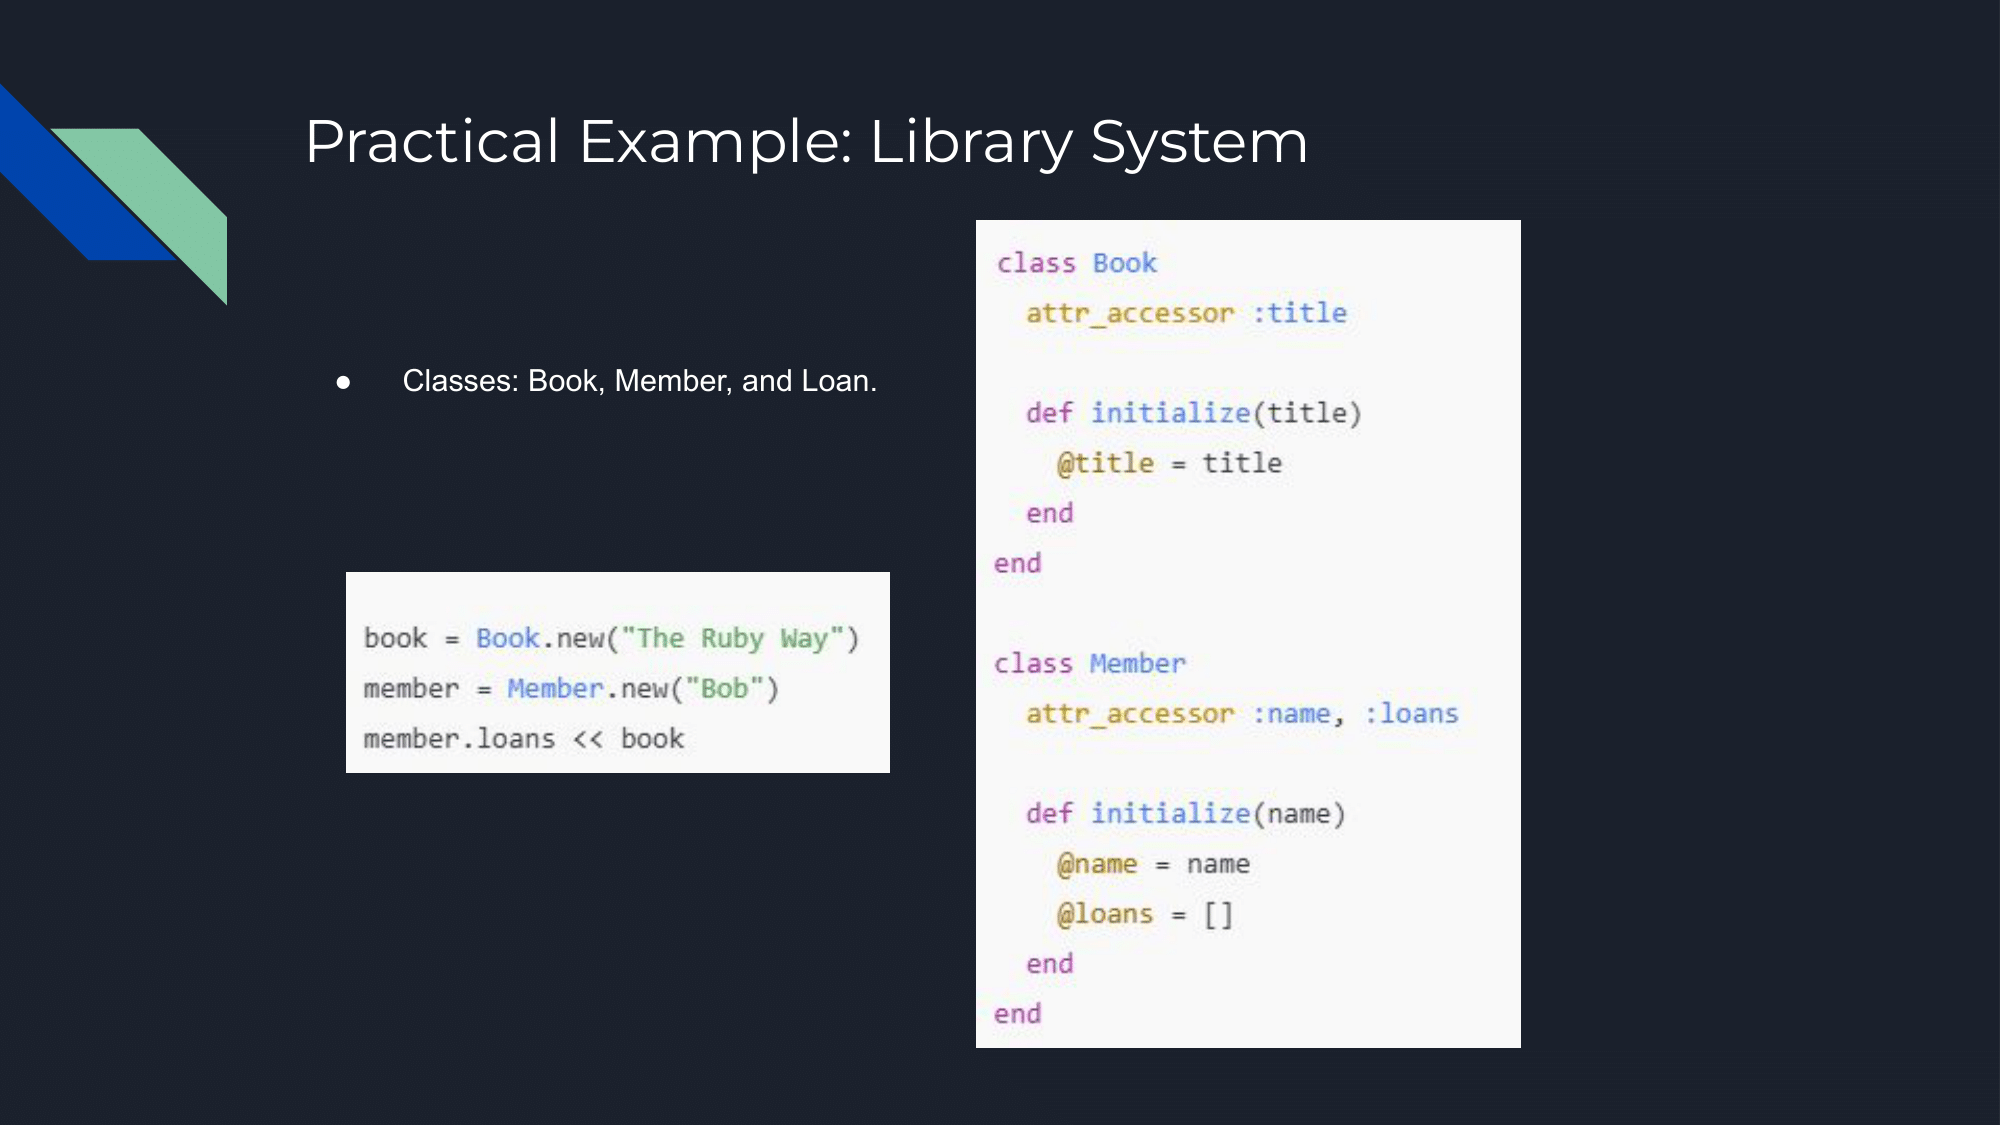 Practical Example: Library System
● Classes: Book, Member, and Loan.
book = Book.new("The Ruby Way")
member = Member.new("Bob")
member.loans << book
class Book
  attr_accessor :title

  def initialize(title)
    @title = title
  end
end

class Member
  attr_accessor :name, :loans

  def initialize(name)
    @name = name
    @loans = []
  end
end